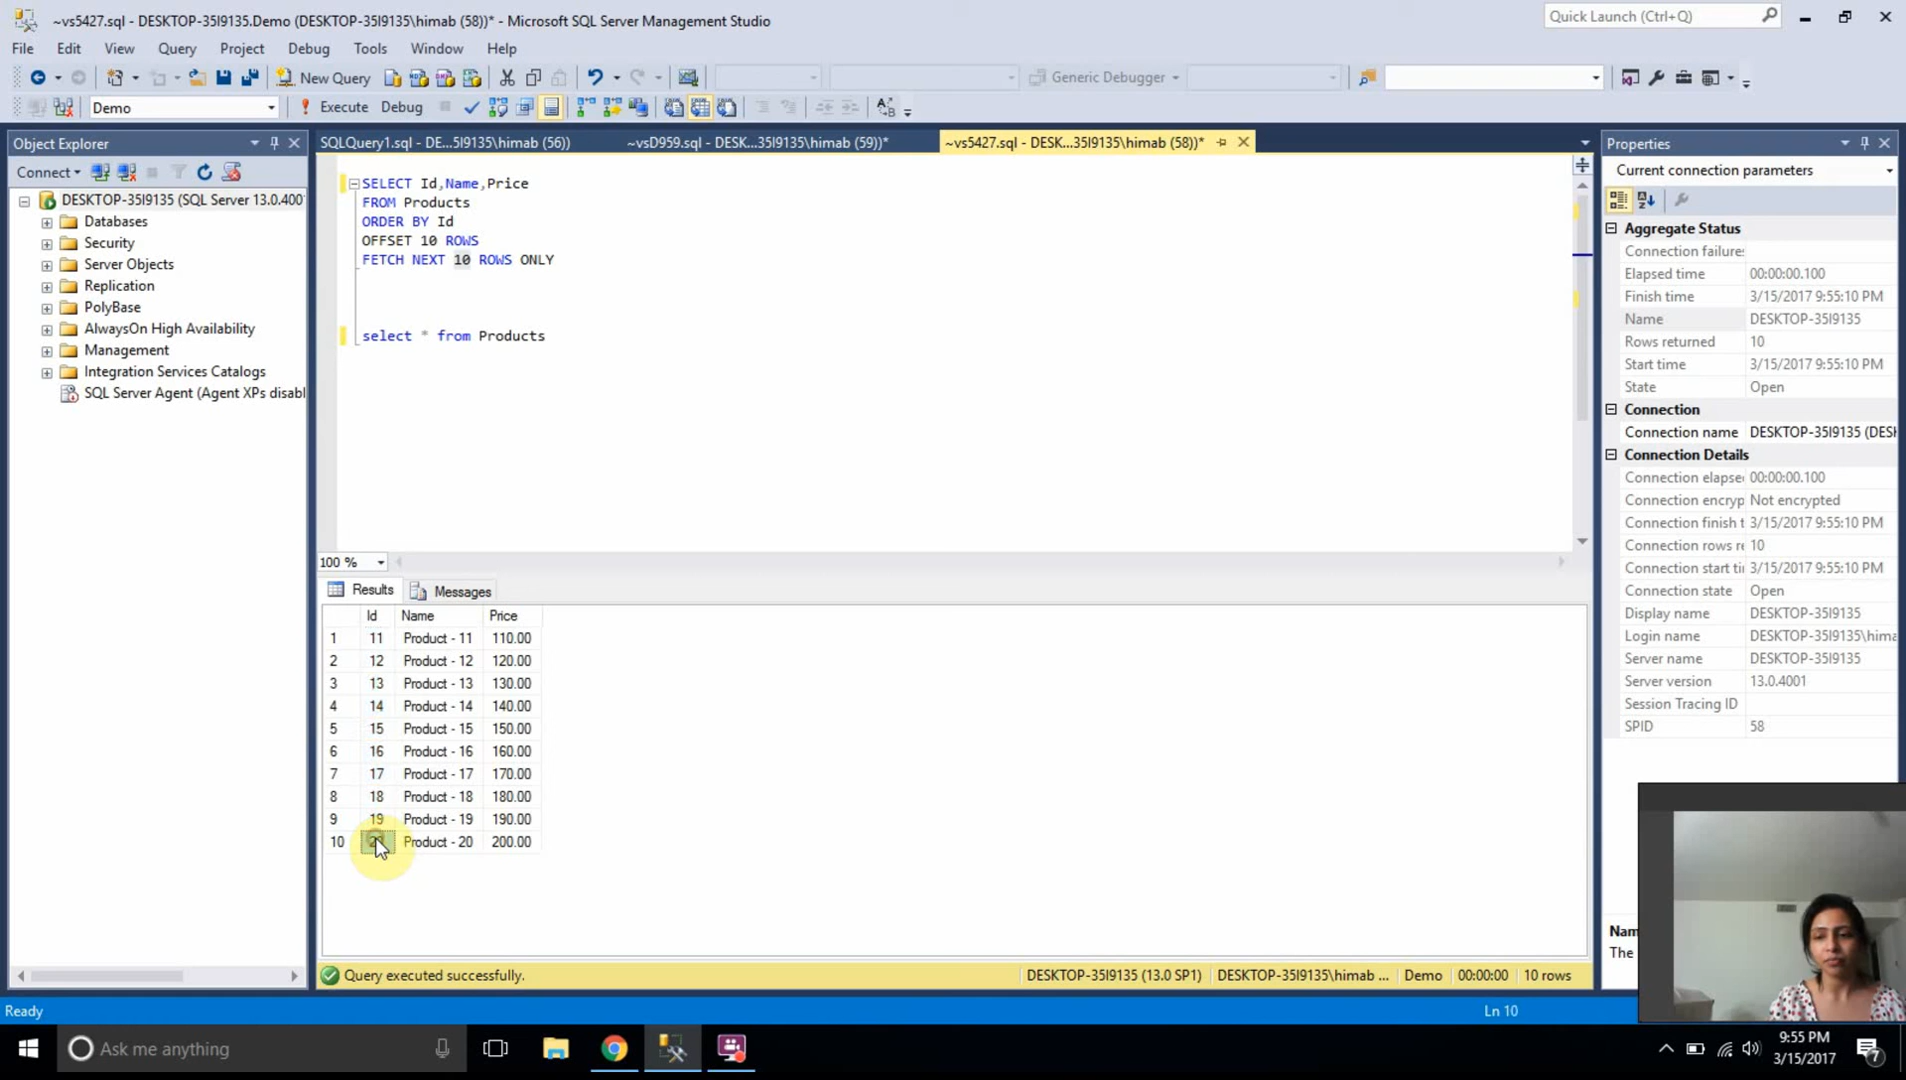 ~vs5427.sql - DESKTOP-35I9135.Demo (DESKTOP-35I9135\himab (58))* - Microsoft SQL Server Management Studio
Quick Launch (Ctrl+Q)
File Edit View Query Project Debug Tools Window Help
New Query
Generic Debugger
Demo
Execute Debug
Object Explorer
Connect
DESKTOP-35I9135 (SQL Server 13.0.400
Databases
Security
Server Objects
Replication
PolyBase
AlwaysOn High Availability
Management
Integration Services Catalogs
SQL Server Agent (Agent XPs disabl
SQLQuery1.sql - DE...5I9135\himab (56))
~vsD959.sql - DESK...35I9135\himab (59))*
~vs5427.sql - DESK...35I9135\himab (58))*
SELECT Id,Name,Price
FROM Products
ORDER BY Id
OFFSET 10 ROWS
FETCH NEXT 10 ROWS ONLY
select * from Products
100 %
Results Messages
Id Name Price
1 11 Product - 11 110.00
2 12 Product - 12 120.00
3 13 Product - 13 130.00
4 14 Product - 14 140.00
5 15 Product - 15 150.00
6 16 Product - 16 160.00
7 17 Product - 17 170.00
8 18 Product - 18 180.00
9 19 Product - 19 190.00
10 Product - 20 200.00
Query executed successfully.
DESKTOP-35I9135 (13.0 SP1) DESKTOP-35I9135\himab ... Demo 00:00:00 10 rows
Properties
Current connection parameters
Aggregate Status
Connection failure:
Elapsed time 00:00:00.100
Finish time 3/15/2017 9:55:10 PM
Name DESKTOP-35I9135
Rows returned 10
Start time 3/15/2017 9:55:10 PM
State Open
Connection
Connection name DESKTOP-35I9135 (DESI
Connection Details
Connection elapse 00:00:00.100
Connection encryp Not encrypted
Connection finish t 3/15/2017 9:55:10 PM
Connection rows re 10
Connection start ti 3/15/2017 9:55:10 PM
Connection state Open
Display name DESKTOP-35I9135
Login name DESKTOP-35I9135\hima
Server name DESKTOP-35I9135
Server version 13.0.4001
Session Tracing ID
SPID 58
Nam
The
Ready
Ln 10
Ask me anything
9:55 PM
3/15/2017
7